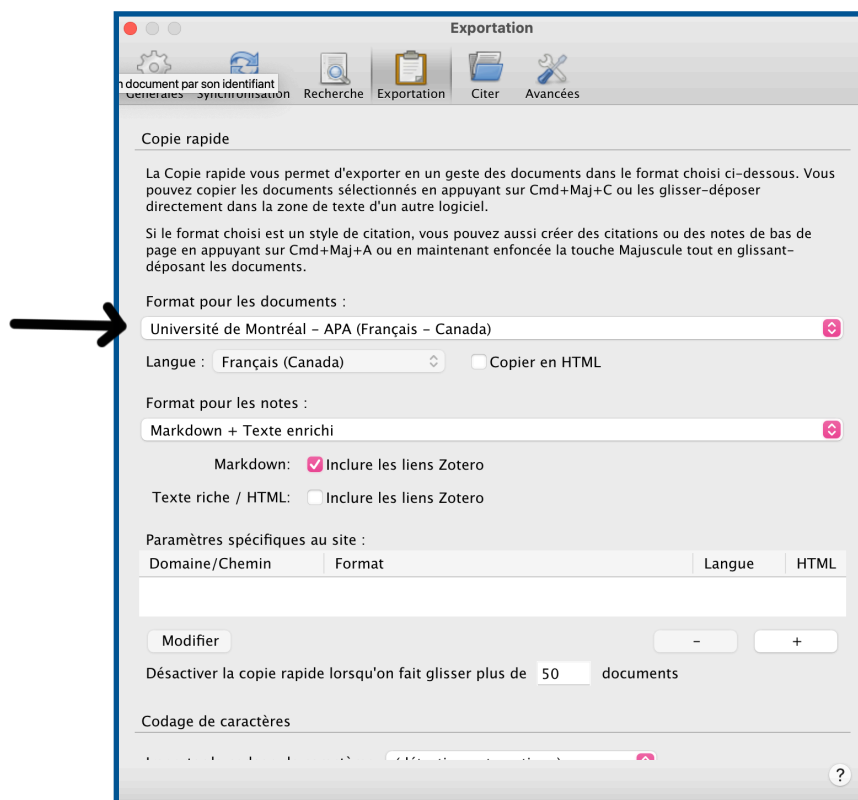 Exportation
n document par son identifiant
Générales Synchronisation Recherche Exportation Citer Avancées
Copie rapide
La Copie rapide vous permet d'exporter en un geste des documents dans le format choisi ci-dessous. Vous
pouvez copier les documents sélectionnés en appuyant sur Cmd+Maj+C ou les glisser-déposer
directement dans la zone de texte d'un autre logiciel.
Si le format choisi est un style de citation, vous pouvez aussi créer des citations ou des notes de bas de
page en appuyant sur Cmd+Maj+A ou en maintenant enfoncée la touche Majuscule tout en glissant-
déposant les documents.
Format pour les documents :
Université de Montréal - APA (Français - Canada)
Langue : Français (Canada) Copier en HTML
Format pour les notes :
Markdown + Texte enrichi
Markdown: Inclure les liens Zotero
Texte riche / HTML: Inclure les liens Zotero
Paramètres spécifiques au site :
Domaine/Chemin Format Langue HTML
Modifier - +
Désactiver la copie rapide lorsqu'on fait glisser plus de 50 documents
Codage de caractères
?